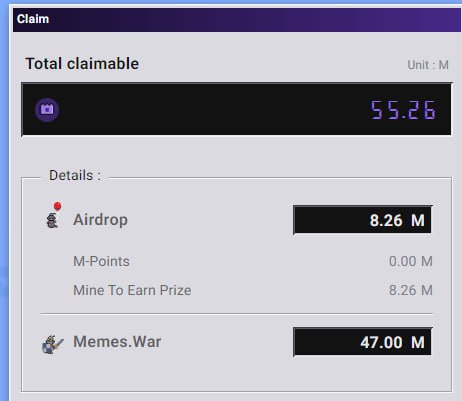 Claim
Total claimable Unit : M
55.26
Details :
Airdrop 8.26 M
M-Points 0.00 M
Mine To Earn Prize 8.26 M
Memes.War 47.00 M